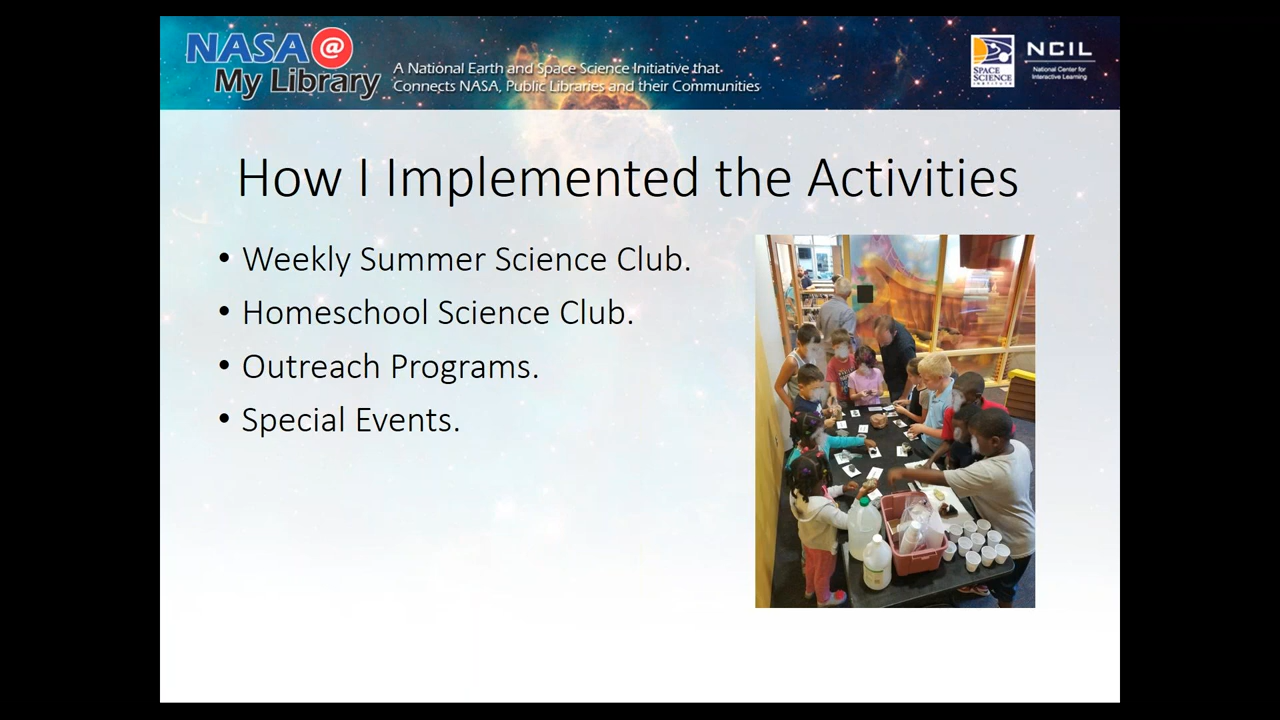 NASA @
My Library
A National Earth and Space Science Initiative that
Connects NASA, Public Libraries and their Communities
SPACE
SCIENCE
INSTITUTE
NCIL
National Center for
Interactive Learning
How I Implemented the Activities
• Weekly Summer Science Club.
• Homeschool Science Club.
• Outreach Programs.
• Special Events.